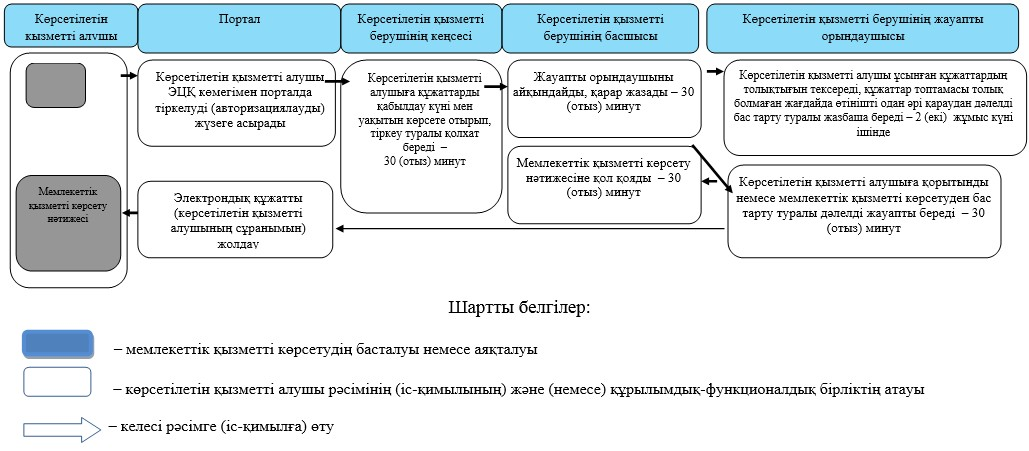 Көрсетілетін
қызметті алушы
Портал
Көрсетілетін қызметті
берушінің кеңсесі
Көрсетілетін қызметті
берушінің басшысы
Көрсетілетін қызметті берушінің жауапты
орындаушысы
Көрсетілетін қызметті алушы
ЭЦҚ көмегімен порталда
тіркелуді (авторизациялауды)
жүзеге асырады
Көрсетілетін қызметті
алушыға құжаттарды
қабылдау күні мен
уақытын көрсете отырып,
тіркеу туралы қолхат
береді –
30 (отыз) минут
Жауапты орындаушыны
айқындайды, қарар жазады – 30
(отыз) минут
Көрсетілетін қызметті алушы ұсынған құжаттардың
толықтығын тексереді, құжаттар топтамасы толық
болмаған жағдайда өтінішті одан әрі қараудан дәлелді
бас тарту туралы жазбаша береді – 2 (екі) жұмыс күні
ішінде
Мемлекеттік
қызметті көрсету
нәтижесі
Электрондық құжатты
(көрсетілетін қызметті
алушының сұранымын)
жолдау
Мемлекеттік қызметті көрсету
нәтижесіне қол қояды – 30
(отыз) минут
Көрсетілетін қызметті алушыға қорытынды
немесе мемлекеттік қызметті көрсетуден бас
тарту туралы дәлелді жауапты береді – 30
(отыз) минут
Шартты белгілер:
– мемлекеттік қызметті көрсетудің басталуы немесе аяқталуы
– көрсетілетін қызметті алушы рәсімінің (іс-қимылының) және (немесе) құрылымдық-функционалдық бірліктің атауы
– келесі рәсімге (іс-қимылға) өту